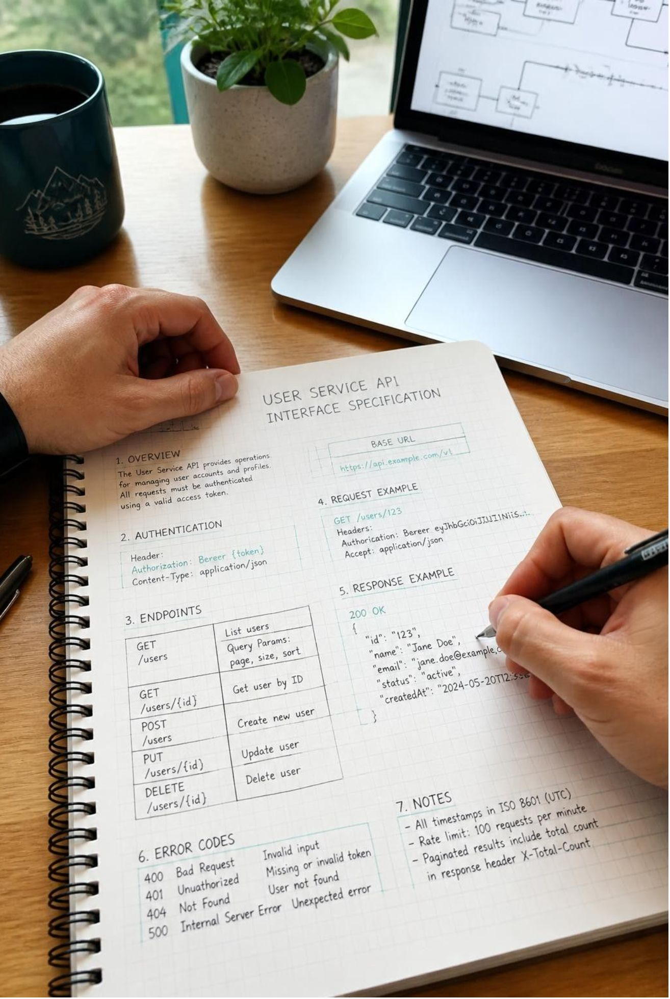 USER SERVICE API
INTERFACE SPECIFICATION
1. OVERVIEW
The User Service API provides operations
for managing user accounts and profiles.
All requests must be authenticated
using a valid access token.
2. AUTHENTICATION
Header:
Authorization: Bereer {token}
Content-Type: application/json
3. ENDPOINTS
GET
/users
List users
Query Params:
page, size, sort
GET
/users/{id}
Get user by ID
POST
/users
Create new user
PUT
/users/{id}
Update user
DELETE
/users/{id}
Delete user
BASE URL
https://api.example.com/v1
4. REQUEST EXAMPLE
GET /users/123
Headers:
Authorication: Bereer
Accept: application/json
5. RESPONSE EXAMPLE
200 OK
{
"id": "123",
"name": "Jane Doe",
"email": "jane.doe@example.c
"status": "active",
"createdAt": "2024-05-20T12:
}
6. ERROR CODES
400 Bad Request Invalid input
401 Unuathorized Missing or invalid token
404 Not Found User not found
500 Internal Server Error Unexpected error
7. NOTES
- All timestamps in ISO 8601 (UTC)
- Rate limit: 100 requests per minute
- Paginated results include total count
in response header X-Total-Count